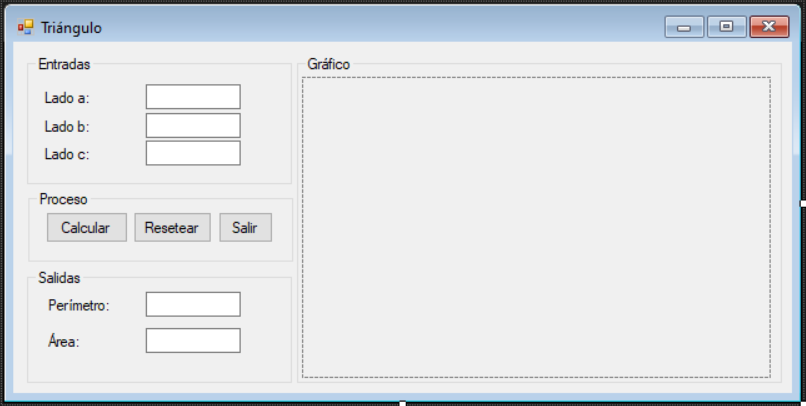 Triángulo
Entradas
Lado a:
Lado b:
Lado c:
Proceso
Calcular Resetear Salir
Salidas
Perímetro:
Área:
Gráfico